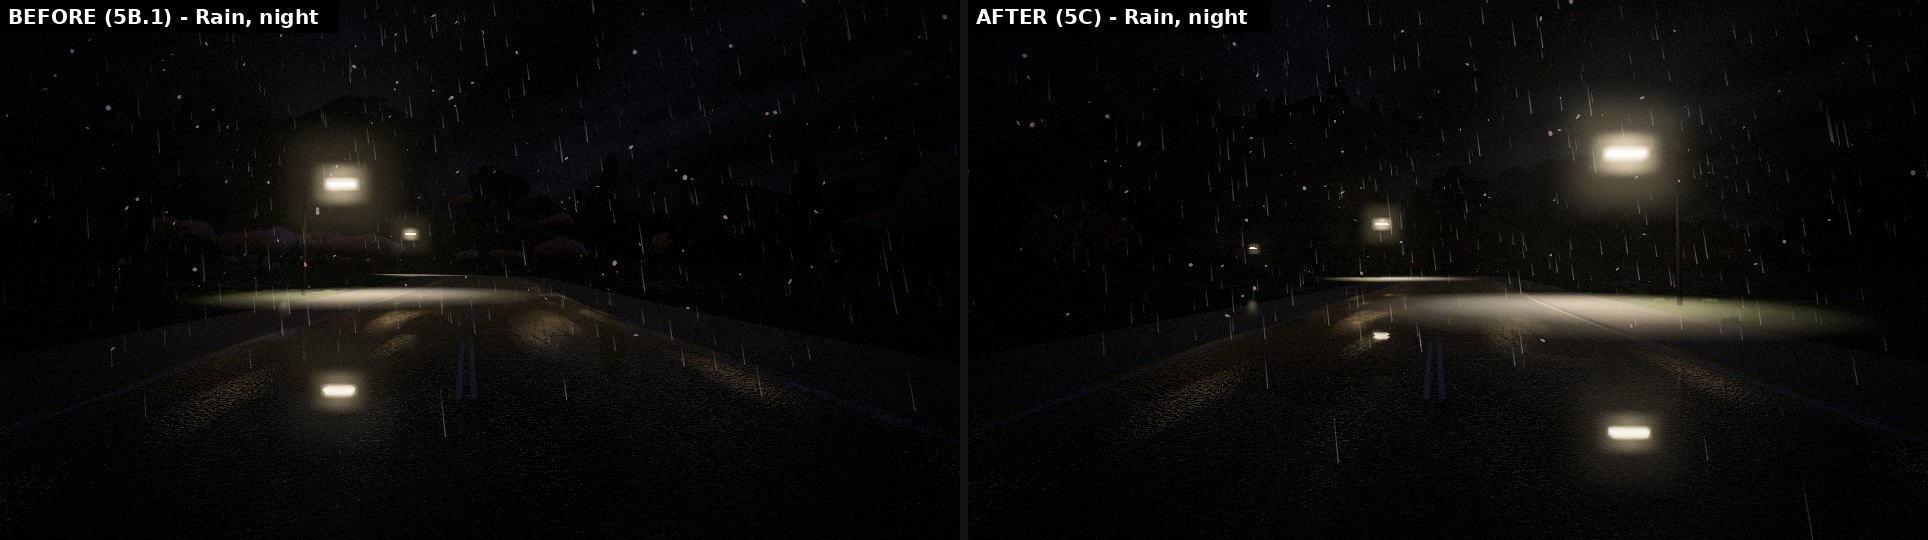 BEFORE (5B.1) - Rain, night
AFTER (5C) - Rain, night